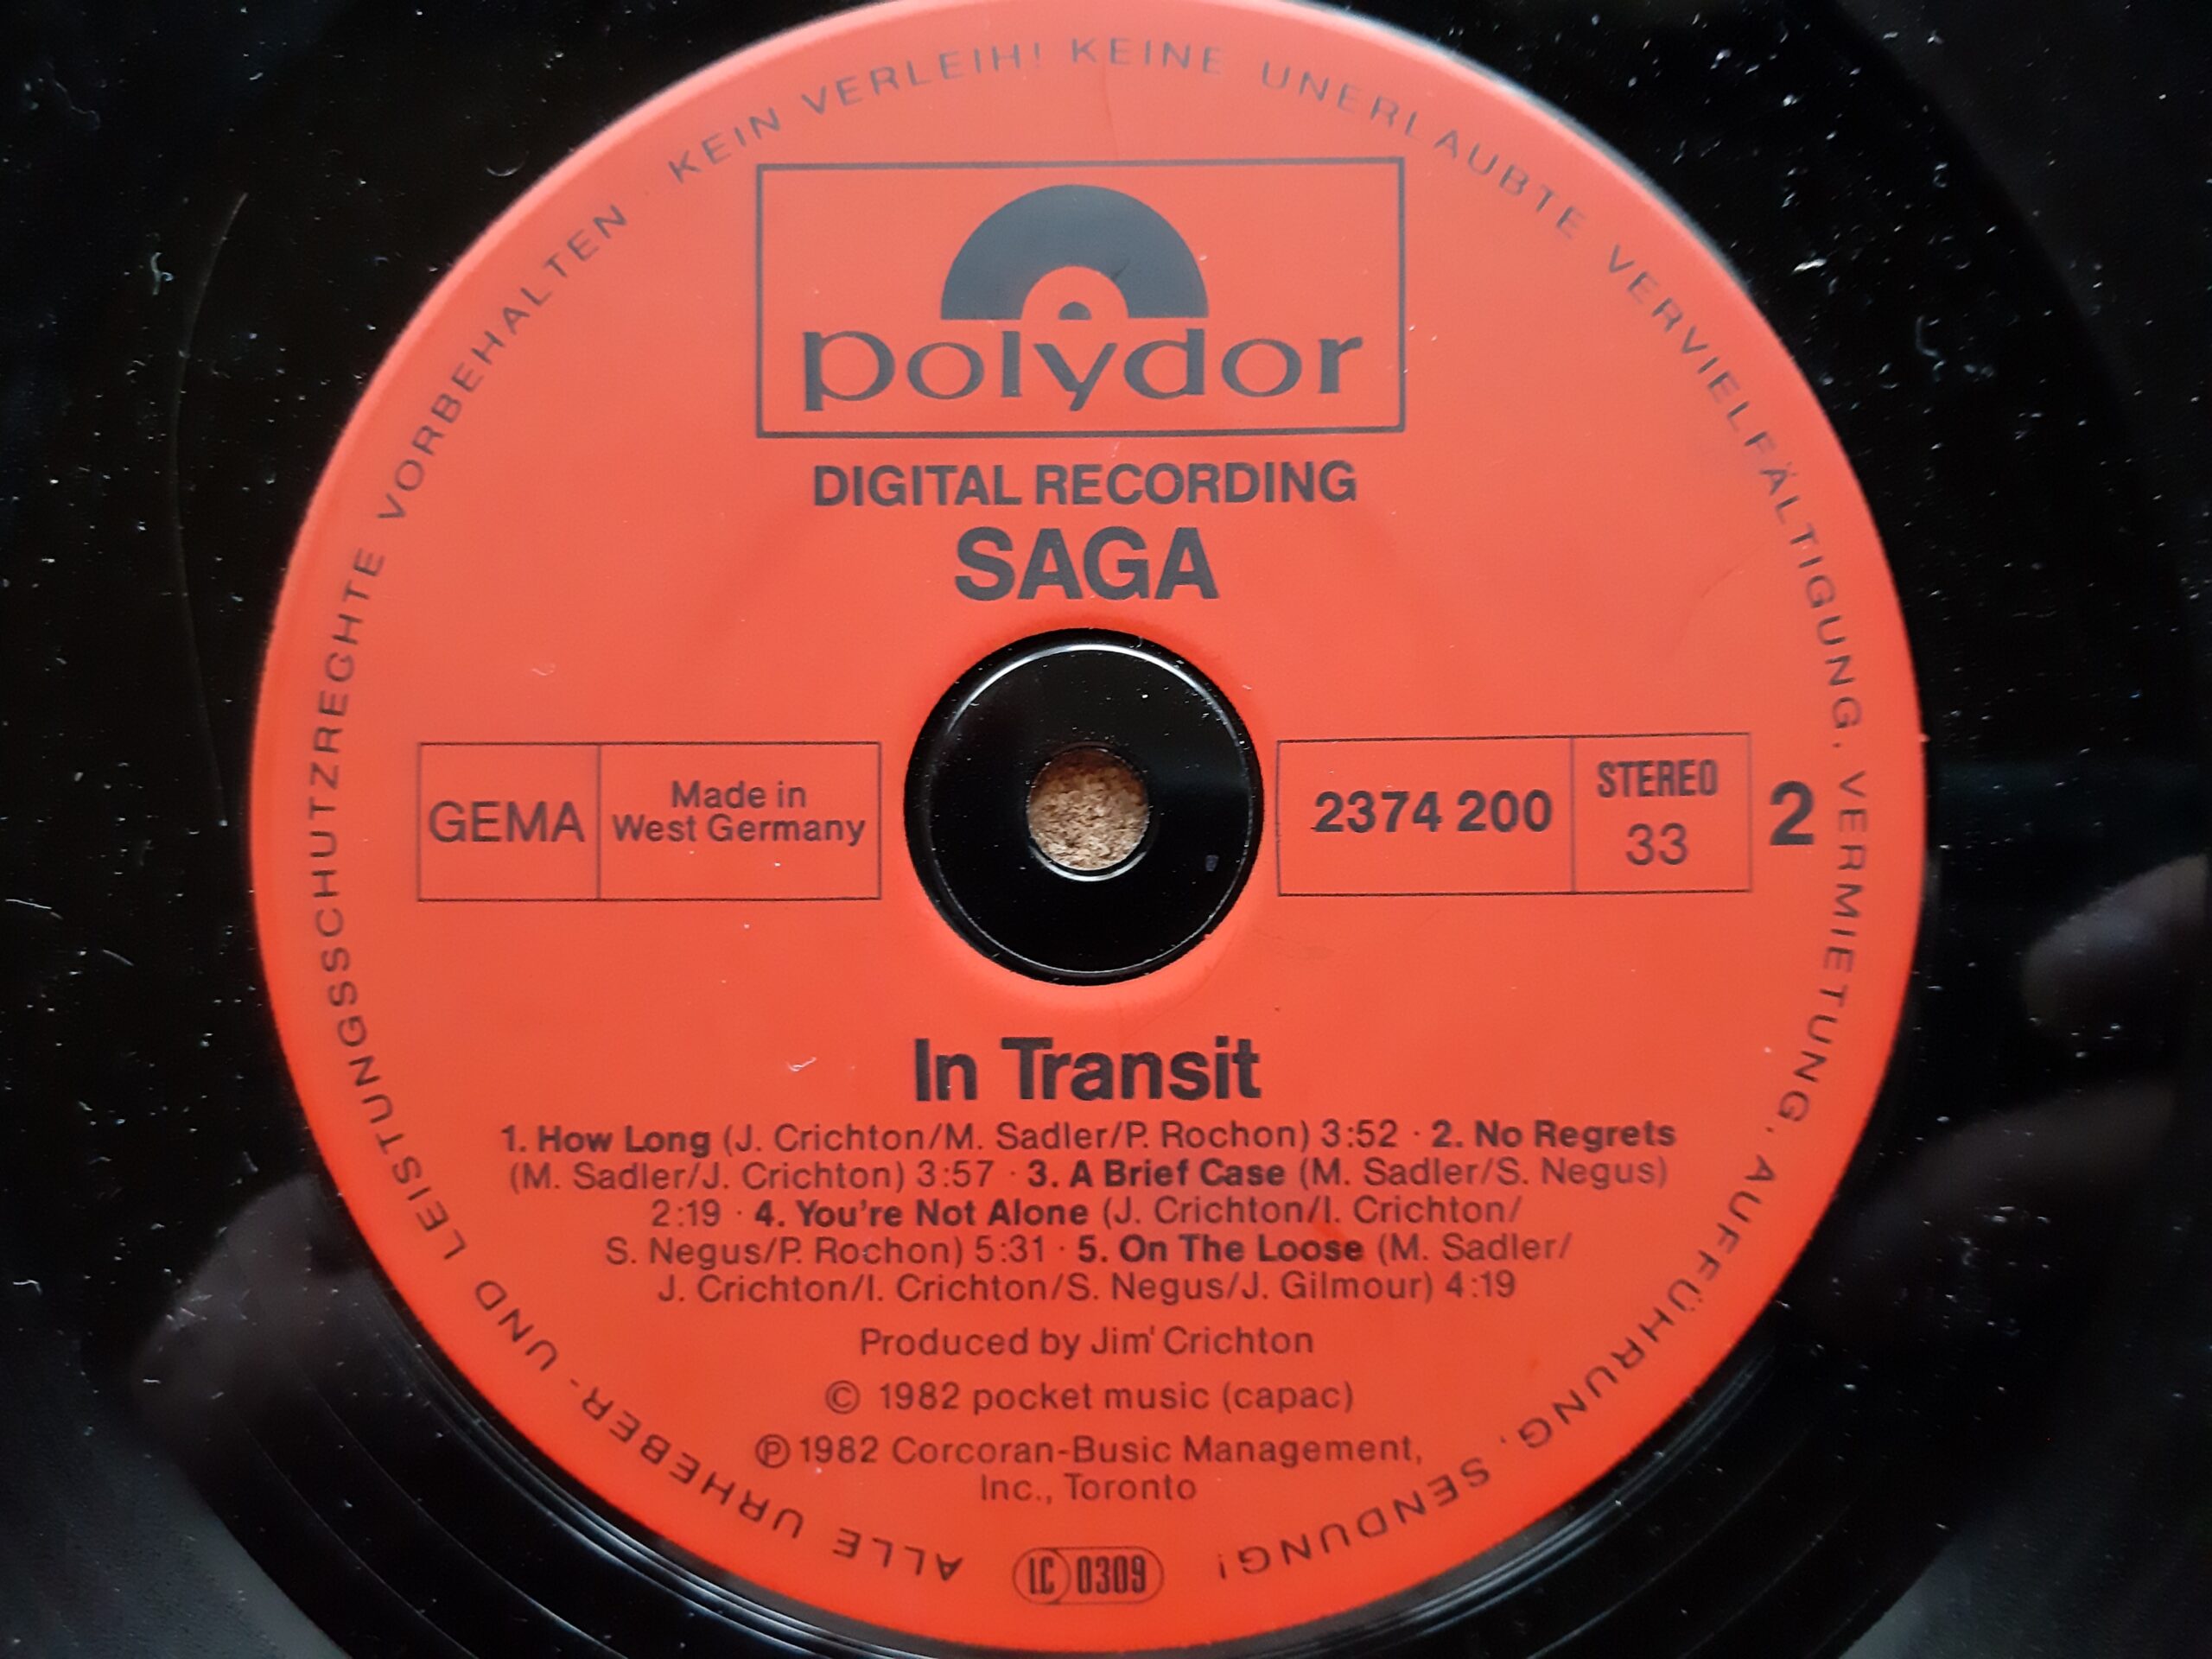 ALLE URHEBER- UND LEISTUNGSSCHUTZRECHTE VORBEHALTEN · KEIN VERLEIH! KEINE UNERLAUBTE VERVIELFÄLTIGUNG, VERMIETUNG, AUFFÜHRUNG, SENDUNG!
polydor
DIGITAL RECORDING
SAGA
GEMA
Made in
West Germany
2374 200
STEREO
33
2
In Transit
1. How Long (J. Crichton/M. Sadler/P. Rochon) 3:52 · 2. No Regrets
(M. Sadler/J. Crichton) 3:57 · 3. A Brief Case (M. Sadler/S. Negus)
2:19 · 4. You're Not Alone (J. Crichton/I. Crichton/
S. Negus/P. Rochon) 5:31 · 5. On The Loose (M. Sadler/
J. Crichton/I. Crichton/S. Negus/J. Gilmour) 4:19
Produced by Jim' Crichton
© 1982 pocket music (capac)
℗ 1982 Corcoran-Busic Management,
Inc., Toronto
LC 0309